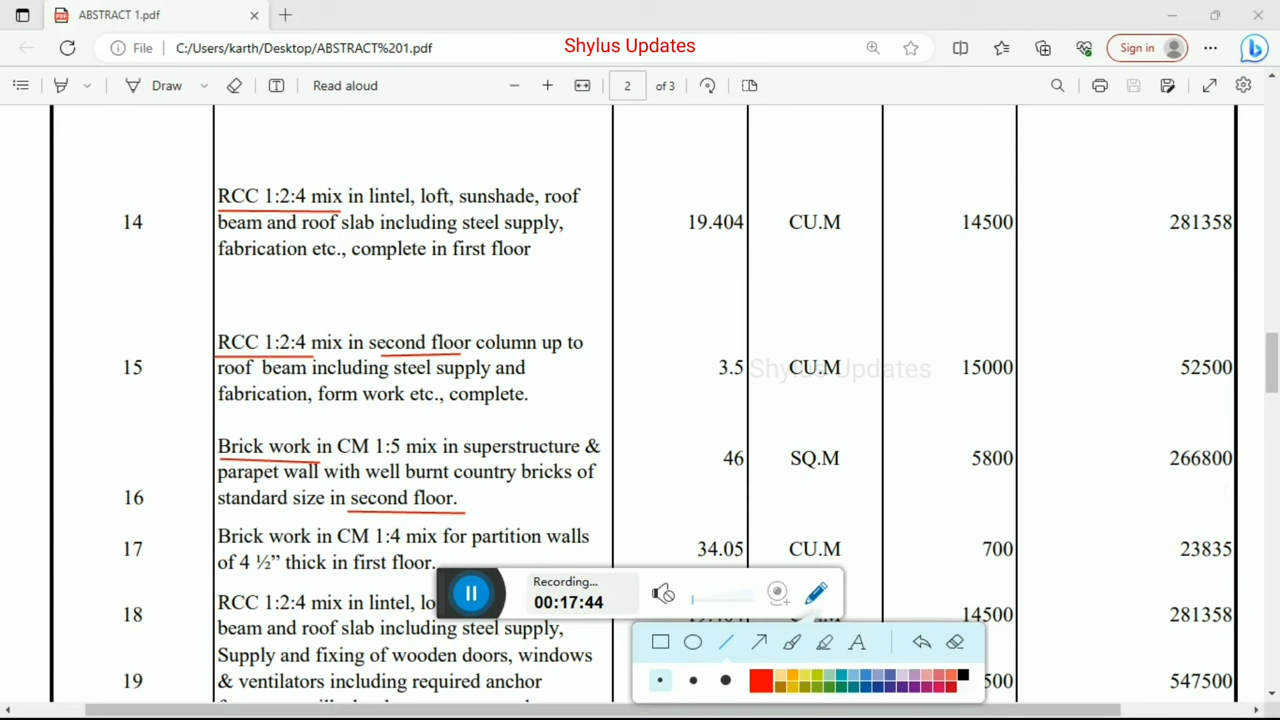 ABSTRACT 1.pdf
Shylus Updates
File
C:/Users/karth/Desktop/ABSTRACT%201.pdf
Sign in
Draw
Read aloud
2
of 3
14
RCC 1:2:4 mix in lintel, loft, sunshade, roof
beam and roof slab including steel supply,
fabrication etc., complete in first floor
19.404
CU.M
14500
281358
15
RCC 1:2:4 mix in second floor column up to
roof beam including steel supply and
fabrication, form work etc., complete.
3.5
CU.M
15000
52500
Shylus Updates
16
Brick work in CM 1:5 mix in superstructure &
parapet wall with well burnt country bricks of
standard size in second floor.
46
SQ.M
5800
266800
17
Brick work in CM 1:4 mix for partition walls
of 4 ½” thick in first floor.
34.05
CU.M
700
23835
Recording...
00:17:44
18
RCC 1:2:4 mix in lintel,
beam and roof slab including steel supply,
14500
281358
19
Supply and fixing of wooden doors, windows
& ventilators including required anchor
547500